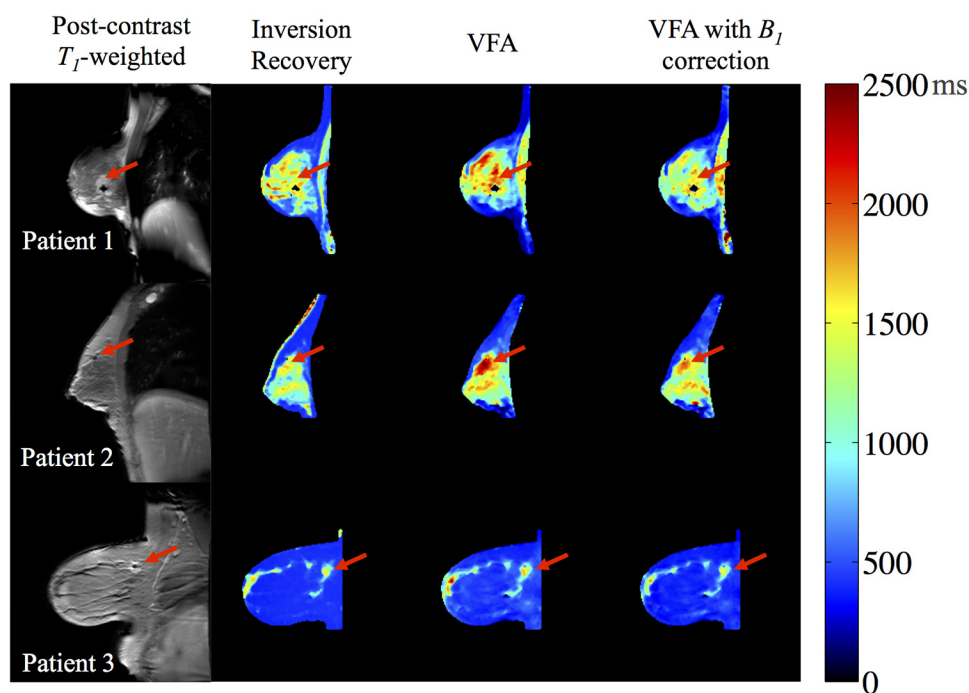 Post-contrast
T1-weighted
Inversion
Recovery
VFA
VFA with B1
correction
2500 ms
2000
1500
1000
500
0
Patient 1
Patient 2
Patient 3